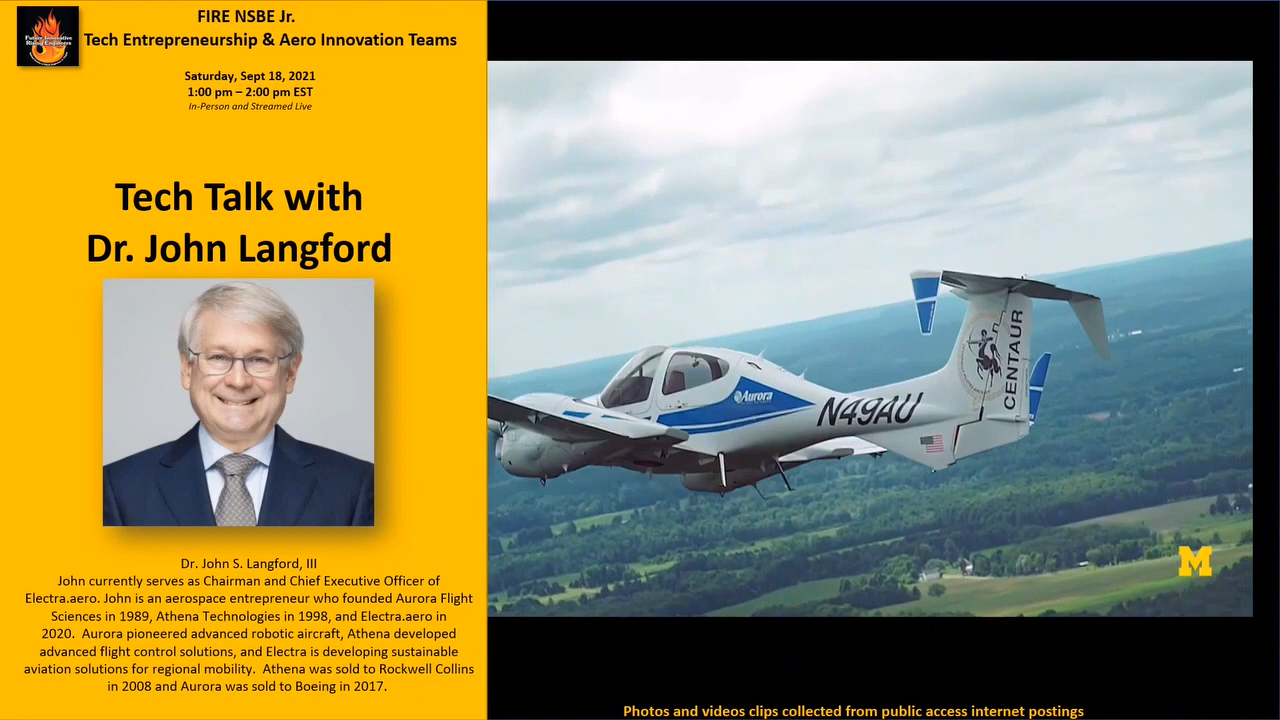 Future Innovative
Rising Engineers
FIRE NSBE Jr.
Tech Entrepreneurship & Aero Innovation Teams
Saturday, Sept 18, 2021
1:00 pm – 2:00 pm EST
In-Person and Streamed Live
Tech Talk with
Dr. John Langford
Dr. John S. Langford, III
John currently serves as Chairman and Chief Executive Officer of
Electra.aero. John is an aerospace entrepreneur who founded Aurora Flight
Sciences in 1989, Athena Technologies in 1998, and Electra.aero in
2020.  Aurora pioneered advanced robotic aircraft, Athena developed
advanced flight control solutions, and Electra is developing sustainable
aviation solutions for regional mobility.  Athena was sold to Rockwell Collins
in 2008 and Aurora was sold to Boeing in 2017.
Aurora
N49AU
CENTAUR
M
Photos and videos clips collected from public access internet postings